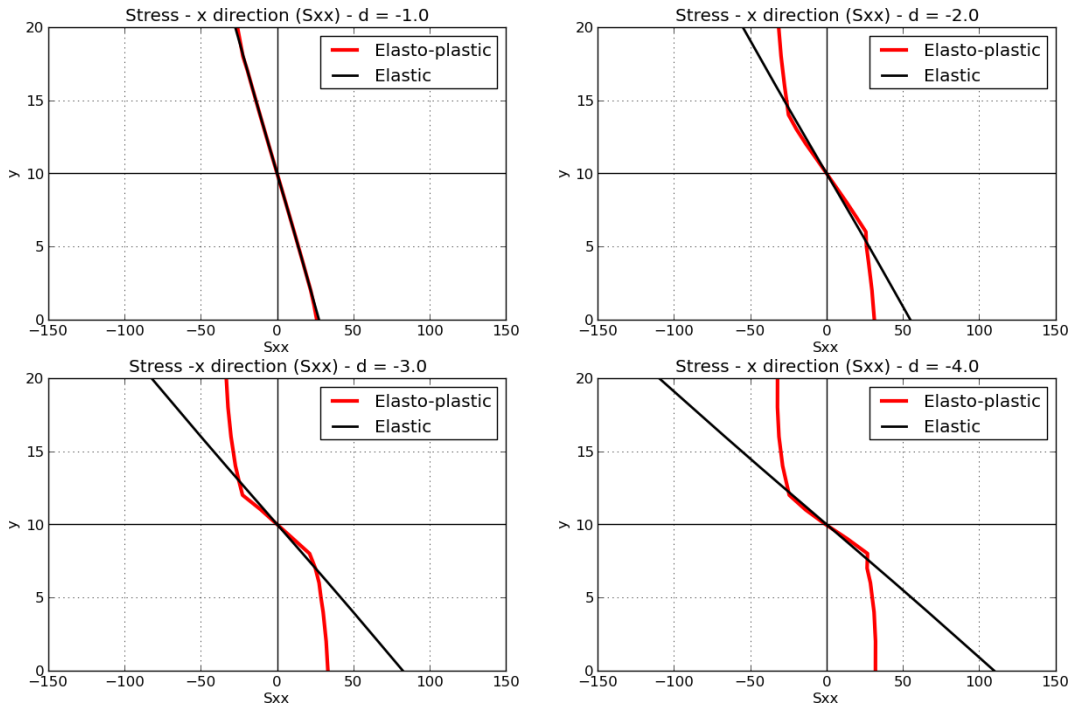 Stress - x direction (Sxx) - d = -1.0
20
15
10
5
0
y
−150 −100 −50 0 50 100 150
Sxx
Elasto-plastic
Elastic
Stress - x direction (Sxx) - d = -2.0
20
15
10
5
0
y
−150 −100 −50 0 50 100 150
Sxx
Elasto-plastic
Elastic
Stress -x direction (Sxx) - d = -3.0
20
15
10
5
0
y
−150 −100 −50 0 50 100 150
Sxx
Elasto-plastic
Elastic
Stress - x direction (Sxx) - d = -4.0
20
15
10
5
0
y
−150 −100 −50 0 50 100 150
Sxx
Elasto-plastic
Elastic